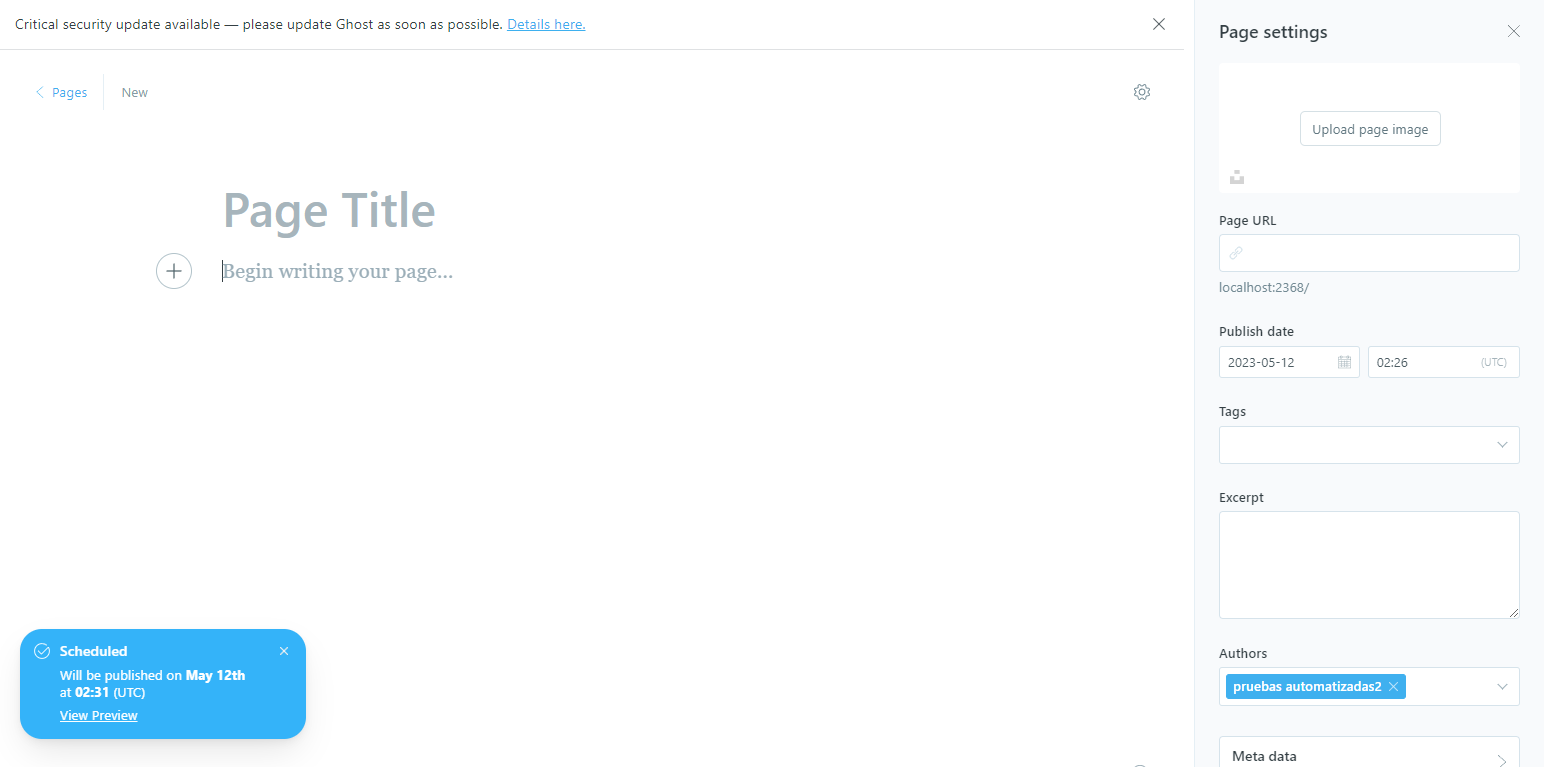 Critical security update available — please update Ghost as soon as possible. Details here.
Pages
New
Page Title
Begin writing your page...
Scheduled
Will be published on May 12th
at 02:31 (UTC)
View Preview
Page settings
Upload page image
Page URL
localhost:2368/
Publish date
2023-05-12
02:26 (UTC)
Tags
Excerpt
Authors
pruebas automatizadas2
Meta data